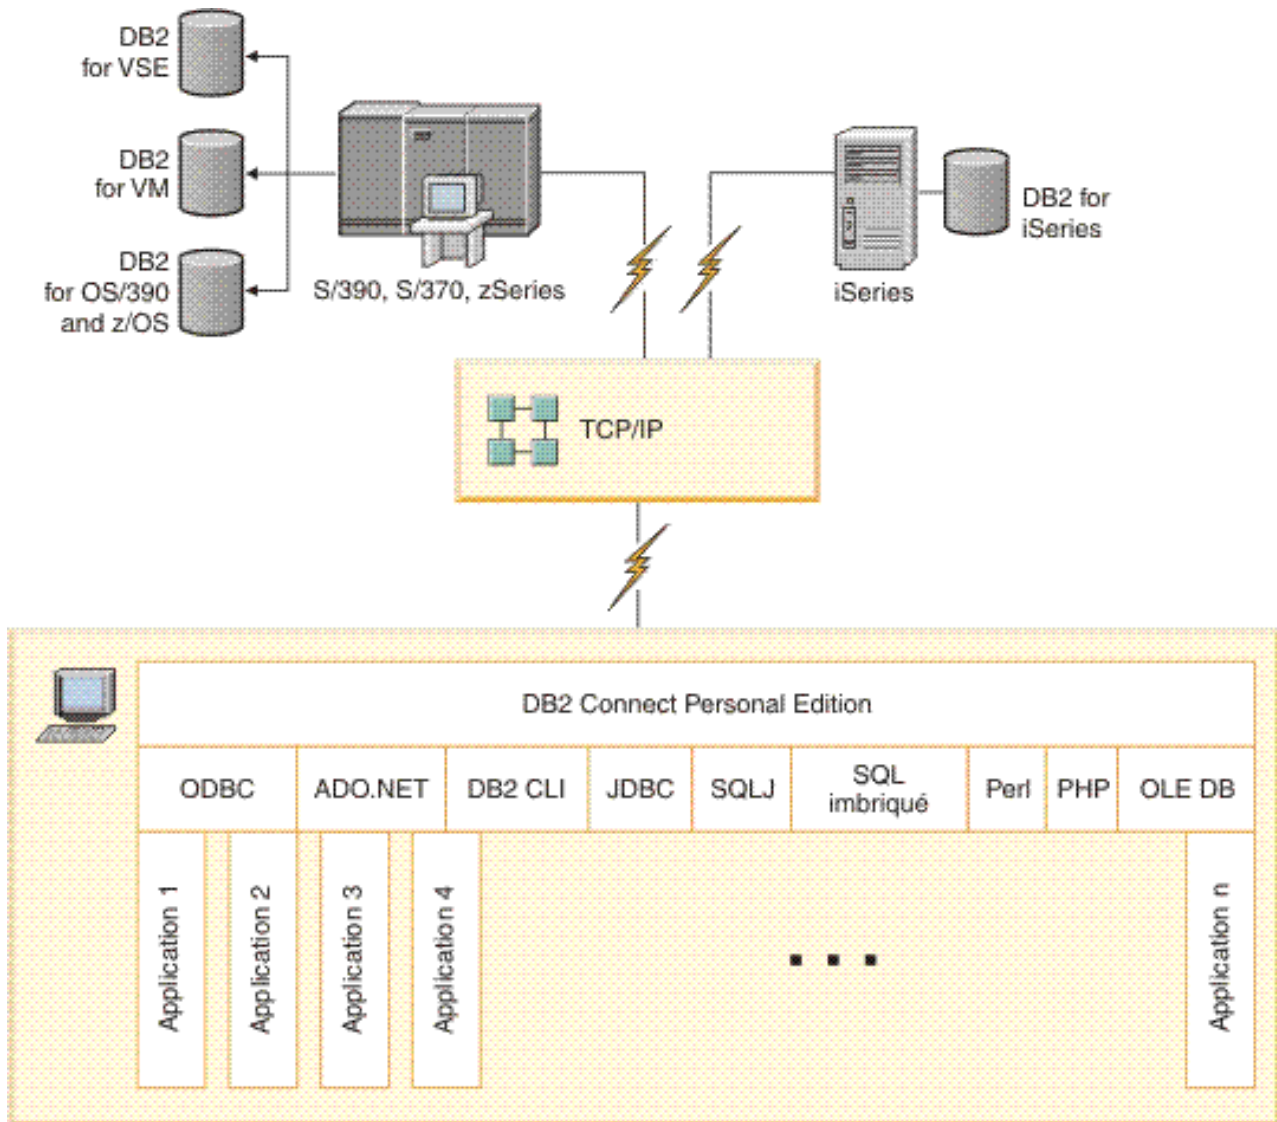 DB2
for VSE
DB2
for VM
DB2
for OS/390
and z/OS
S/390, S/370, zSeries
iSeries
DB2 for
iSeries
TCP/IP
DB2 Connect Personal Edition
ODBC
ADO.NET
DB2 CLI
JDBC
SQLJ
SQL
imbriqué
Perl
PHP
OLE DB
Application 1
Application 2
Application 3
Application 4
Application n